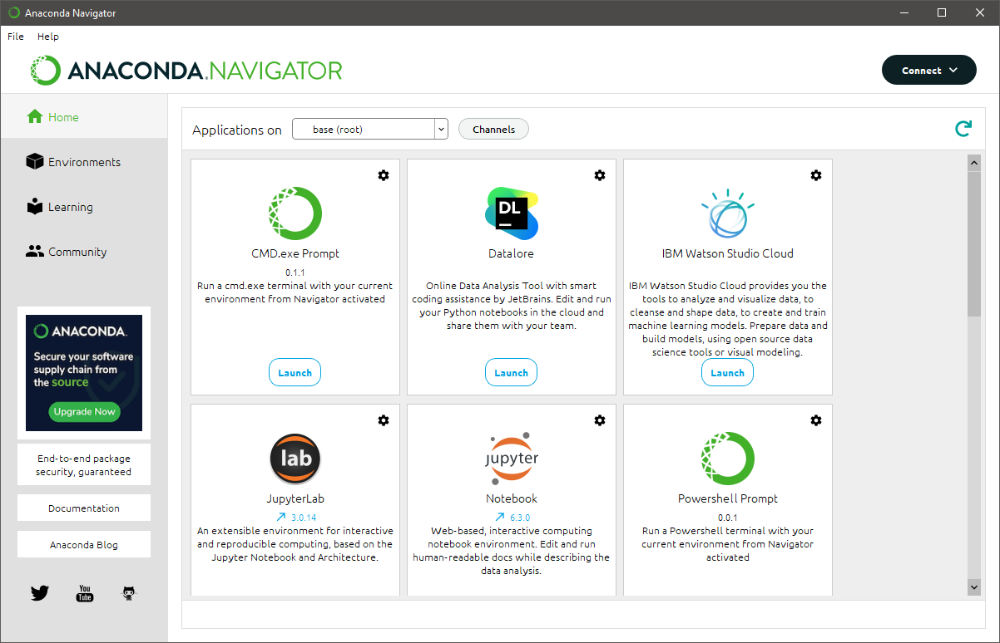 Anaconda Navigator
File Help
ANACONDA.NAVIGATOR
Connect
Home
Environments
Learning
Community
ANACONDA.
Secure your software
supply chain from
the source
Upgrade Now
End-to-end package
security, guaranteed
Documentation
Anaconda Blog
You
Tube
Applications on
base (root)
Channels
CMD.exe Prompt
0.1.1
Run a cmd.exe terminal with your current
environment from Navigator activated
Launch
DL
Datalore
Online Data Analysis Tool with smart
coding assistance by JetBrains. Edit and run
your Python notebooks in the cloud and
share them with your team.
Launch
IBM Watson Studio Cloud
IBM Watson Studio Cloud provides you the
tools to analyze and visualize data, to
cleanse and shape data, to create and train
machine learning models. Prepare data and
build models, using open source data
science tools or visual modeling.
Launch
lab
JupyterLab
3.0.14
An extensible environment for interactive
and reproducible computing, based on the
Jupyter Notebook and Architecture.
jupyter
Notebook
6.3.0
Web-based, interactive computing
notebook environment. Edit and run
human-readable docs while describing the
data analysis.
Powershell Prompt
0.0.1
Run a Powershell terminal with your
current environment from Navigator
activated